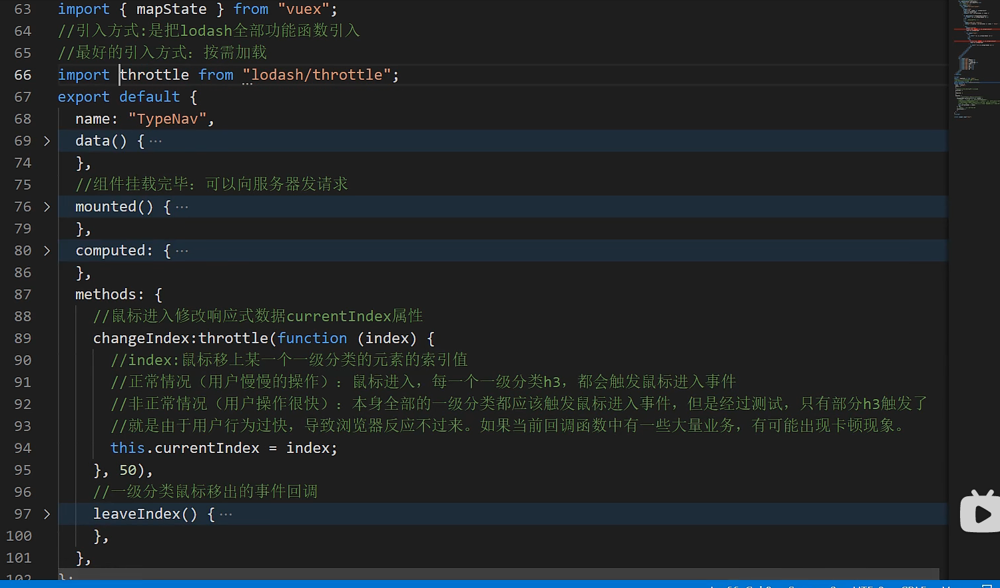 63 import { mapState } from "vuex";
64 //引入方式:是把lodash全部功能函数引入
65 //最好的引入方式：按需加载
66 import throttle from "lodash/throttle";
67 export default {
68 name: "TypeNav",
69 data() { ···
74 },
75 //组件挂载完毕：可以向服务器发请求
76 mounted() { ···
79 },
80 computed: { ···
86 },
87 methods: {
88 //鼠标进入修改响应式数据currentIndex属性
89 changeIndex:throttle(function (index) {
90 //index:鼠标移上某一个一级分类的元素的索引值
91 //正常情况（用户慢慢的操作）：鼠标进入，每一个一级分类h3，都会触发鼠标进入事件
92 //非正常情况（用户操作很快）：本身全部的一级分类都应该触发鼠标进入事件，但是经过测试，只有部分h3触发了
93 //就是由于用户行为过快，导致浏览器反应不过来。如果当前回调函数中有一些大量业务，有可能出现卡顿现象。
94 this.currentIndex = index;
95 }, 50),
96 //一级分类鼠标移出的事件回调
97 leaveIndex() { ···
100 },
101 },
102 };